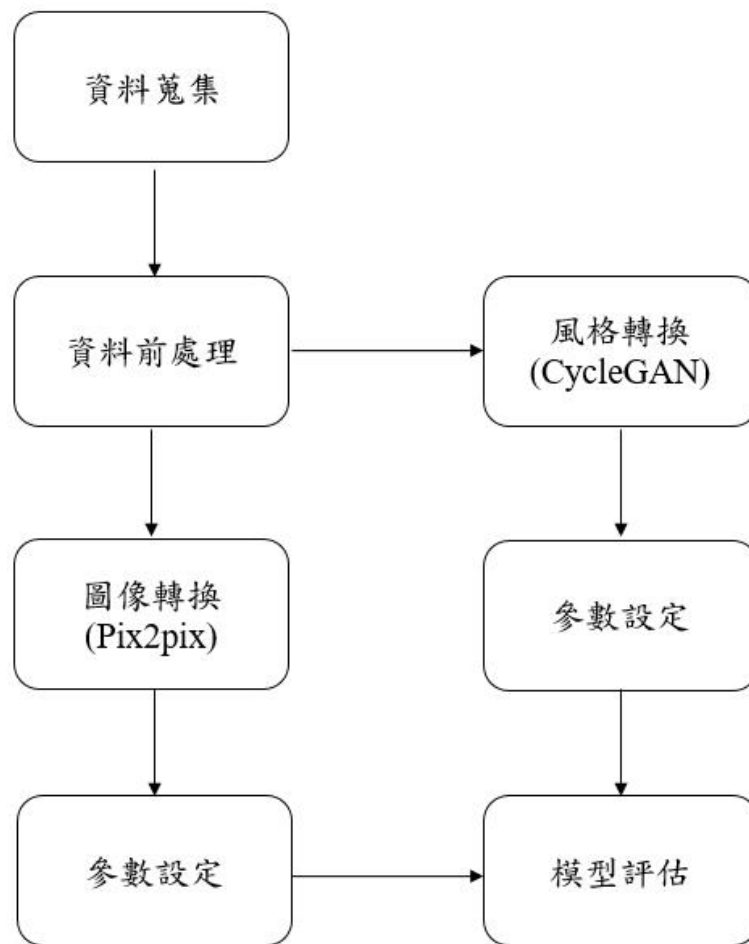 資料蒐集
資料前處理
風格轉換
(CycleGAN)
圖像轉換
(Pix2pix)
參數設定
參數設定
模型評估